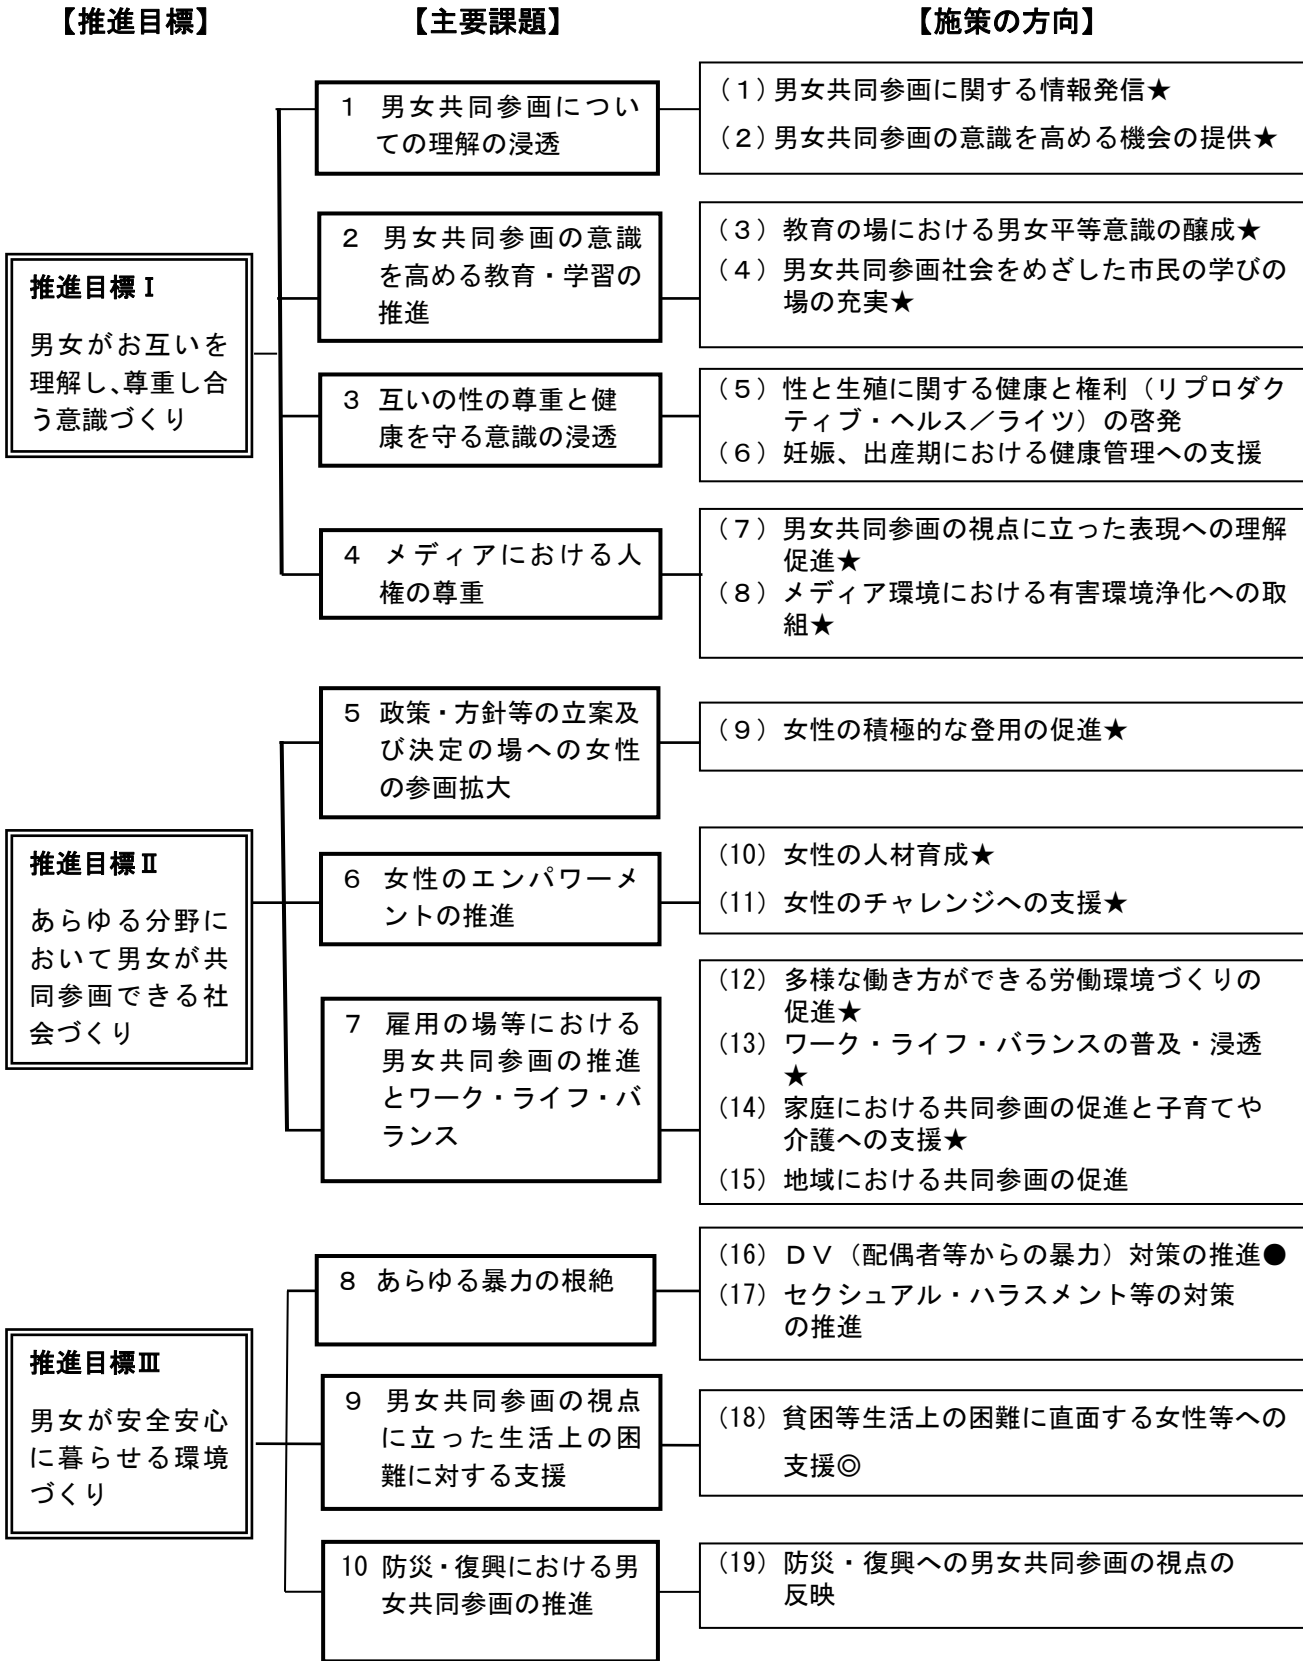 【推進目標】 【主要課題】 【施策の方向】
推進目標Ⅰ
男女がお互いを
理解し、尊重し合
う意識づくり
1 男女共同参画につい
ての理解の浸透
（１）男女共同参画に関する情報発信★
（２）男女共同参画の意識を高める機会の提供★
2 男女共同参画の意識
を高める教育・学習の
推進
（３）教育の場における男女平等意識の醸成★
（４）男女共同参画社会をめざした市民の学びの
場の充実★
3 互いの性の尊重と健
康を守る意識の浸透
（５）性と生殖に関する健康と権利（リプロダク
ティブ・ヘルス／ライツ）の啓発
（６）妊娠、出産期における健康管理への支援
4 メディアにおける人
権の尊重
（７）男女共同参画の視点に立った表現への理解
促進★
（８）メディア環境における有害環境浄化への取
組★
推進目標Ⅱ
あらゆる分野に
おいて男女が共
同参画できる社
会づくり
5 政策・方針等の立案及
び決定の場への女性
の参画拡大
（９）女性の積極的な登用の促進★
6 女性のエンパワーメ
ントの推進
(10) 女性の人材育成★
(11) 女性のチャレンジへの支援★
7 雇用の場等における
男女共同参画の推進
とワーク・ライフ・バ
ランス
(12) 多様な働き方ができる労働環境づくりの
促進★
(13) ワーク・ライフ・バランスの普及・浸透
★
(14) 家庭における共同参画の促進と子育てや
介護への支援★
(15) 地域における共同参画の促進
推進目標Ⅲ
男女が安全安心
に暮らせる環境
づくり
8 あらゆる暴力の根絶
(16) ＤＶ（配偶者等からの暴力）対策の推進●
(17) セクシュアル・ハラスメント等の対策
の推進
9 男女共同参画の視点
に立った生活上の困
難に対する支援
(18) 貧困等生活上の困難に直面する女性等への
支援◎
10 防災・復興における男
女共同参画の推進
(19) 防災・復興への男女共同参画の視点の
反映